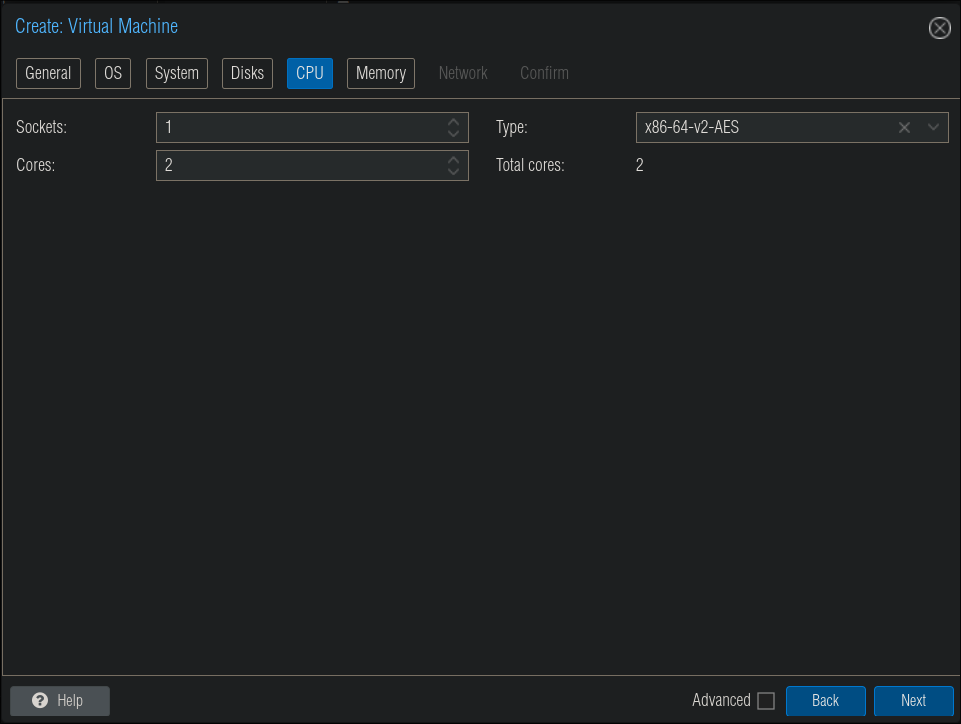 Create: Virtual Machine
General OS System Disks CPU Memory Network Confirm
Sockets: 1 Type: x86-64-v2-AES
Cores: 2 Total cores: 2
Help Advanced Back Next